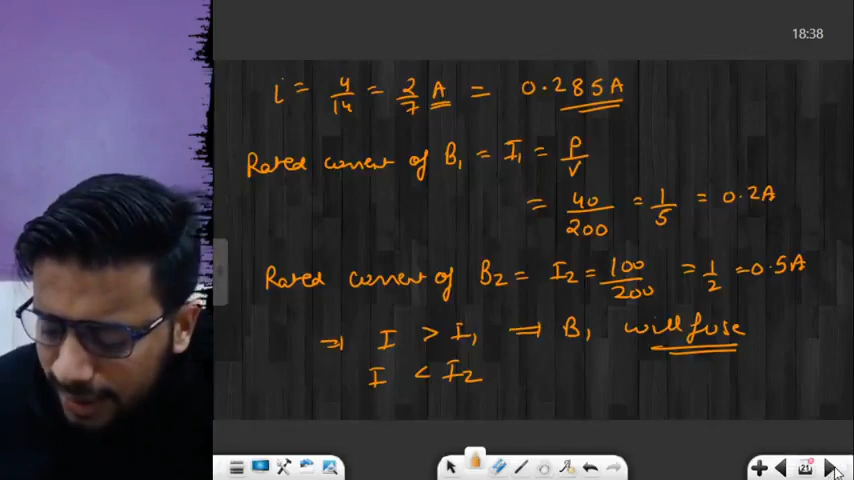 18:38
i = 4/14 = 2/7 A = 0.285A
Rated current of B1 = I1 = P/V
= 40/200 = 1/5 = 0.2A
Rated current of B2 = I2 = 100/200 = 1/2 = 0.5A
⇒ I > I1 ⇒ B1 will fuse
I < I2
21